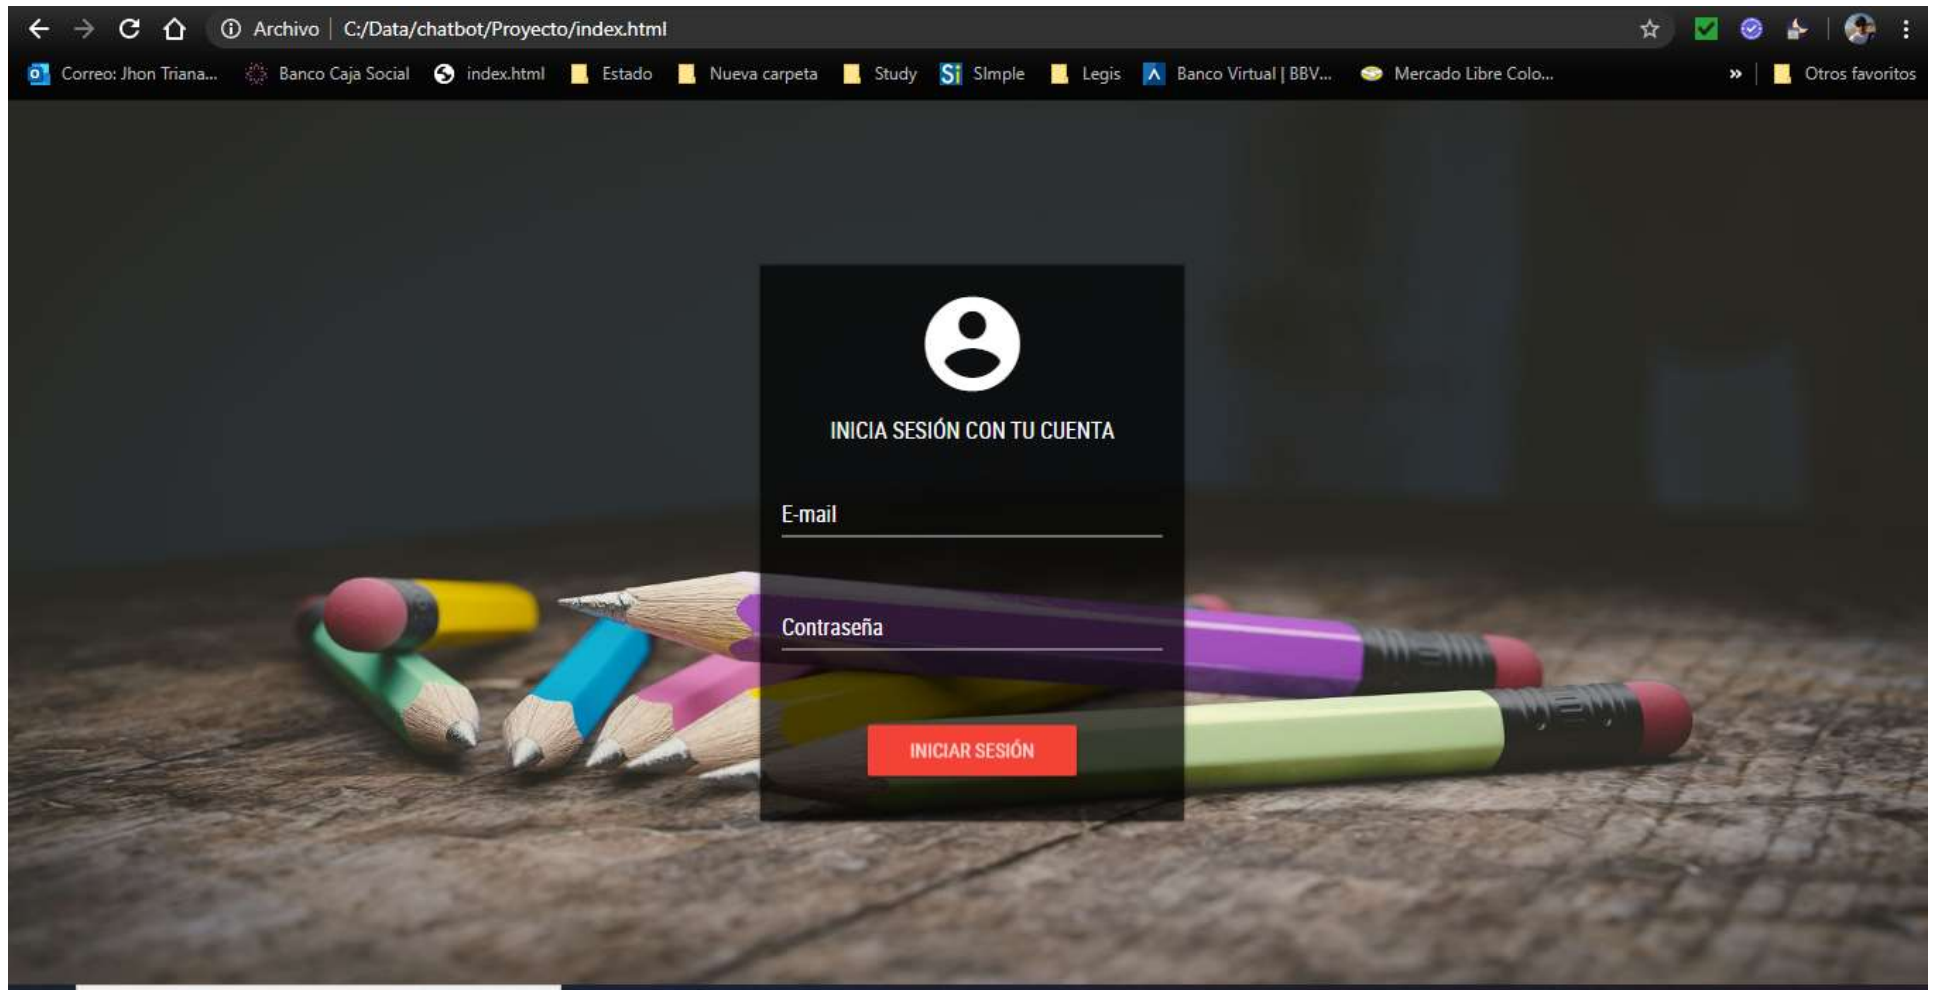 Archivo C:/Data/chatbot/Proyecto/index.html
Correo: Jhon Triana... Banco Caja Social index.html Estado Nueva carpeta Study Si SImple Legis Banco Virtual | BBV... Mercado Libre Colo... » Otros favoritos
INICIA SESIÓN CON TU CUENTA
E-mail
Contraseña
INICIAR SESIÓN